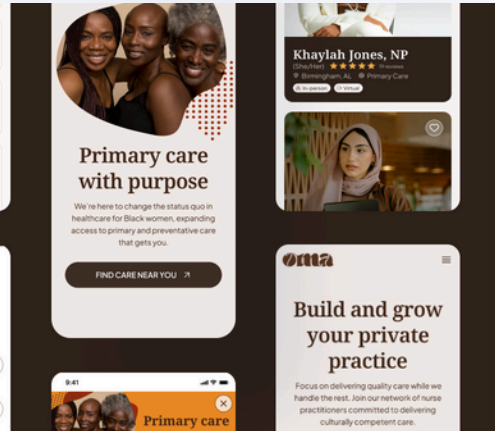 Primary care
with purpose
We're here to change the status quo in
healthcare for Black women, expanding
access to primary and preventative care
that gets you.
FIND CARE NEAR YOU
9:41
Primary care
Khaylah Jones, NP
(She/Her)
Birmingham, AL Primary Care
In-person Virtual
oma
Build and grow
your private
practice
Focus on delivering quality care while we
handle the rest. Join our network of nurse
practitioners committed to delivering
culturally competent care.